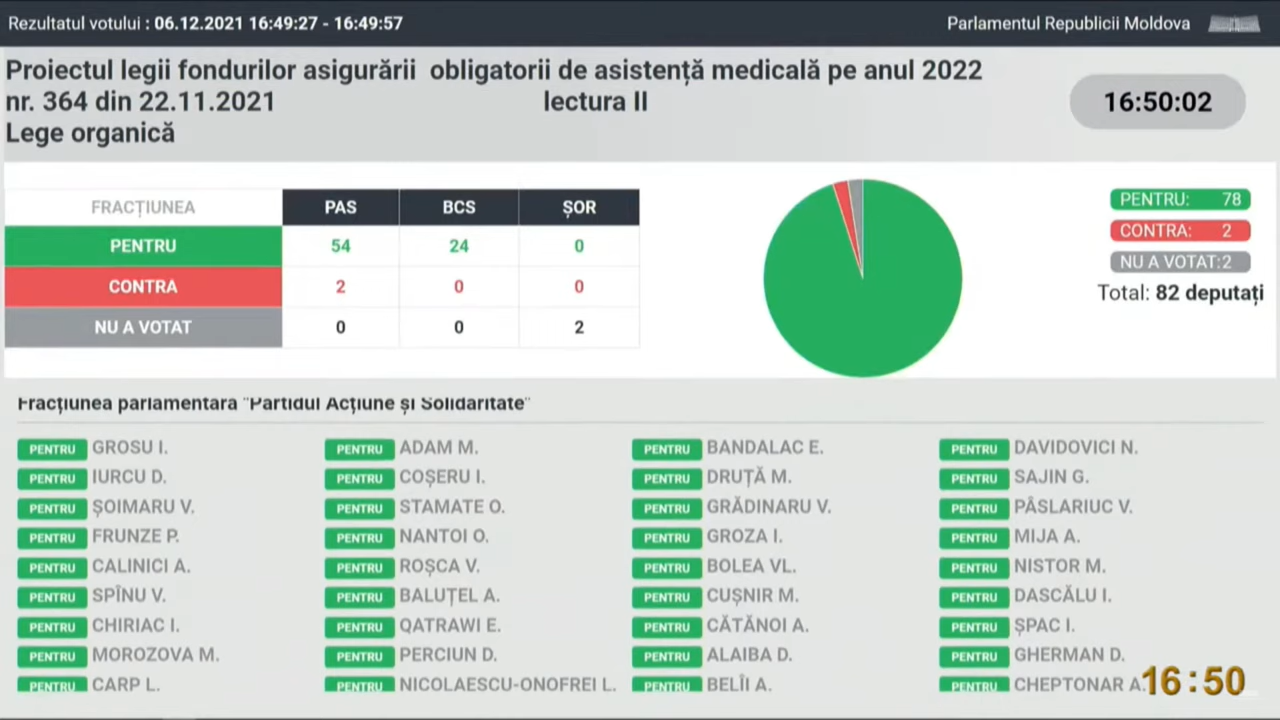 Rezultatul votului : 06.12.2021 16:49:27 - 16:49:57
Parlamentul Republicii Moldova
Proiectul legii fondurilor asigurării obligatorii de asistență medicală pe anul 2022
nr. 364 din 22.11.2021 lectura II
Lege organică
16:50:02
FRACȚIUNEA PAS BCS ȘOR
PENTRU 54 24 0
CONTRA 2 0 0
NU A VOTAT 0 0 2
PENTRU: 78
CONTRA: 2
NU A VOTAT:2
Total: 82 deputați
Fracțiunea parlamentară "Partidul Acțiune și Solidaritate"
PENTRU GROSU I. PENTRU ADAM M. PENTRU BANDALAC E. PENTRU DAVIDOVICI N.
PENTRU IURCU D. PENTRU COȘERU I. PENTRU DRUȚĂ M. PENTRU SAJIN G.
PENTRU ȘOIMARU V. PENTRU STAMATE O. PENTRU GRĂDINARU V. PENTRU PÂSLARIUC V.
PENTRU FRUNZE P. PENTRU NANTOI O. PENTRU GROZA I. PENTRU MIJA A.
PENTRU CALINICI A. PENTRU ROȘCA V. PENTRU BOLEA VL. PENTRU NISTOR M.
PENTRU SPÎNU V. PENTRU BALUȚEL A. PENTRU CUȘNIR M. PENTRU DASCĂLU I.
PENTRU CHIRIAC I. PENTRU QATRAWI E. PENTRU CĂTĂNOI A. PENTRU ȘPAC I.
PENTRU MOROZOVA M. PENTRU PERCIUN D. PENTRU ALAIBA D. PENTRU GHERMAN D.
PENTRU CARP L. PENTRU NICOLAESCU-ONOFREI L. PENTRU BELÎI A. PENTRU CHEPTONAR A.
16:50